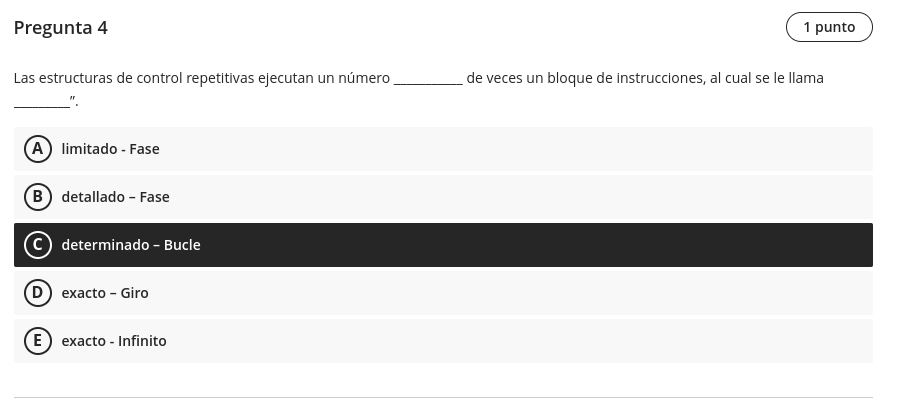 Pregunta 4
1 punto
Las estructuras de control repetitivas ejecutan un número __________ de veces un bloque de instrucciones, al cual se le llama
________”.
A limitado - Fase
B detallado – Fase
C determinado – Bucle
D exacto – Giro
E exacto - Infinito